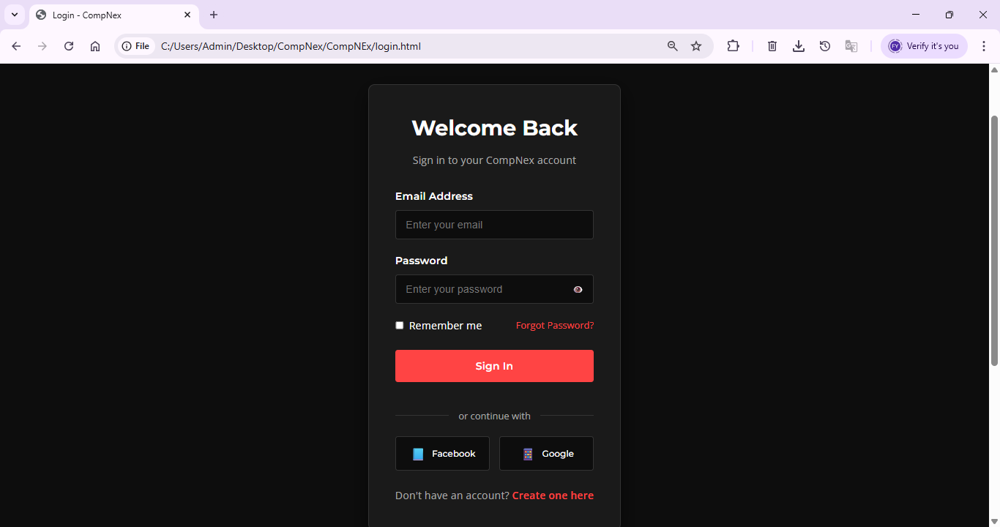 Login - CompNex
File C:/Users/Admin/Desktop/CompNex/CompNEx/login.html
FY Verify it's you
Welcome Back
Sign in to your CompNex account
Email Address
Enter your email
Password
Enter your password
Remember me Forgot Password?
Sign In
or continue with
Facebook Google
Don't have an account? Create one here